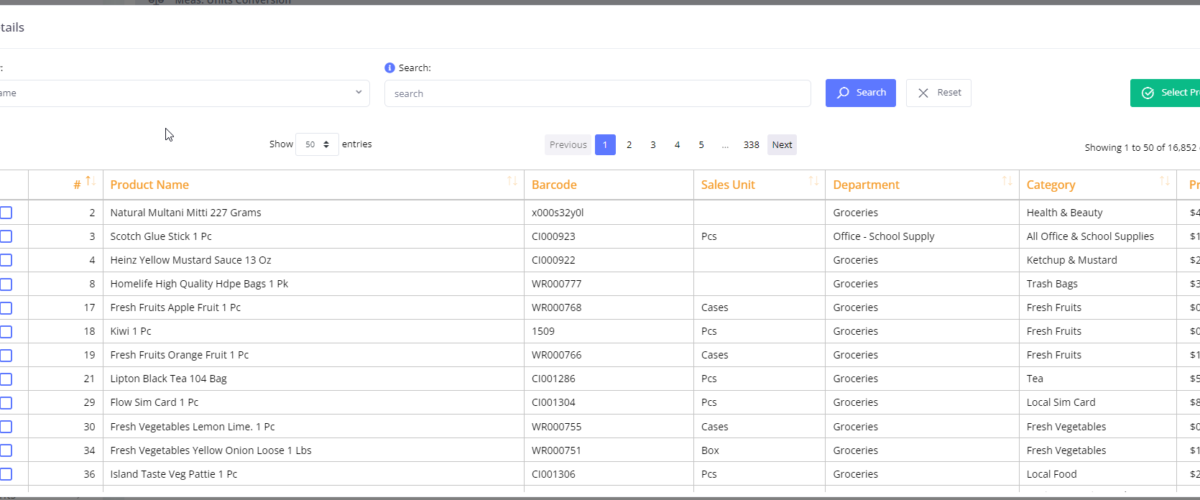 Meas. Units Conversion
tails
Search:
ame
search
Search
Reset
Select Pr
Show 50 entries
Previous 1 2 3 4 5 ... 338 Next
Showing 1 to 50 of 16,852
# Product Name Barcode Sales Unit Department Category Pr
2 Natural Multani Mitti 227 Grams x000s32y0l Groceries Health & Beauty $4
3 Scotch Glue Stick 1 Pc CI000923 Pcs Office - School Supply All Office & School Supplies $1
4 Heinz Yellow Mustard Sauce 13 Oz CI000922 Groceries Ketchup & Mustard $2
8 Homelife High Quality Hdpe Bags 1 Pk WR000777 Groceries Trash Bags $3
17 Fresh Fruits Apple Fruit 1 Pc WR000768 Cases Groceries Fresh Fruits $0
18 Kiwi 1 Pc 1509 Pcs Groceries Fresh Fruits $0
19 Fresh Fruits Orange Fruit 1 Pc WR000766 Cases Groceries Fresh Fruits $1
21 Lipton Black Tea 104 Bag CI001286 Pcs Groceries Tea $5
29 Flow Sim Card 1 Pc CI001304 Pcs Groceries Local Sim Card $8
30 Fresh Vegetables Lemon Lime. 1 Pc WR000755 Cases Groceries Fresh Vegetables $0
34 Fresh Vegetables Yellow Onion Loose 1 Lbs WR000751 Box Groceries Fresh Vegetables $1
36 Island Taste Veg Pattie 1 Pc CI001306 Pcs Groceries Local Food $2